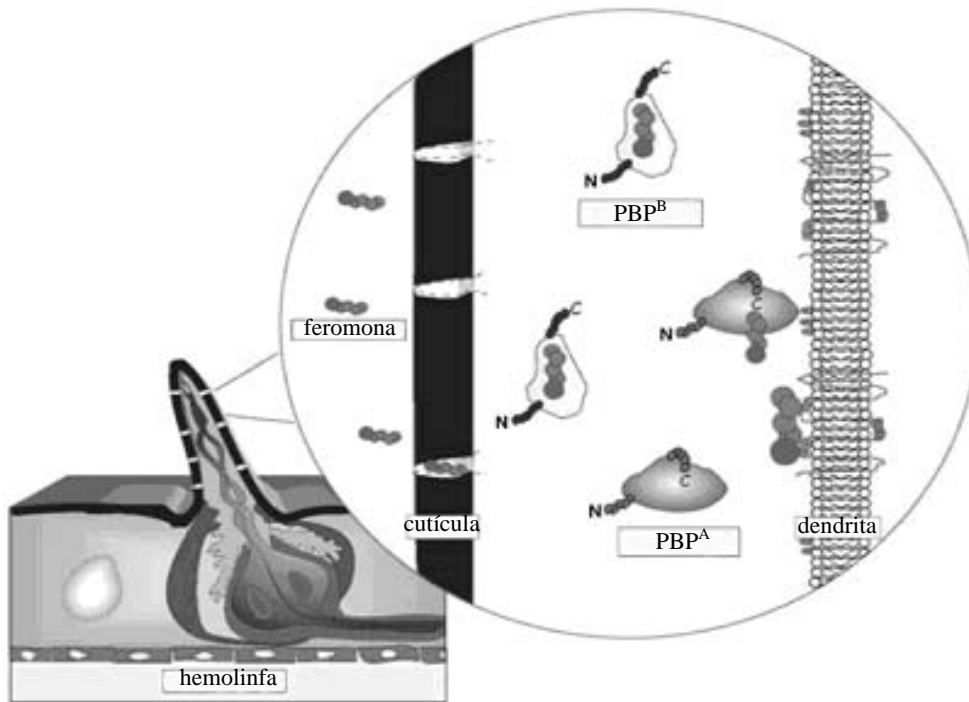 C
N
PBP^B
feromona
C
N
C
N
C
N
cutícula
PBP^A
dendrita
hemolinfa